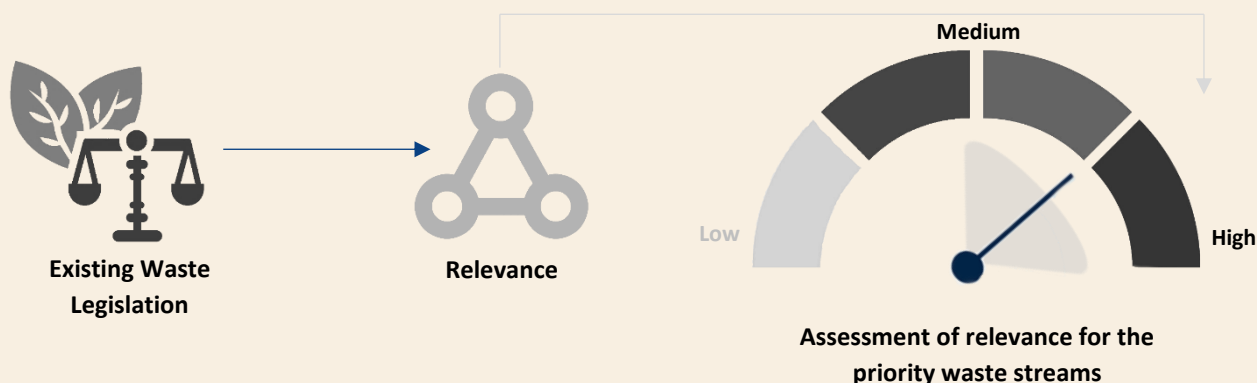 Medium
Low
High
Existing Waste
Legislation
Relevance
Assessment of relevance for the
priority waste streams